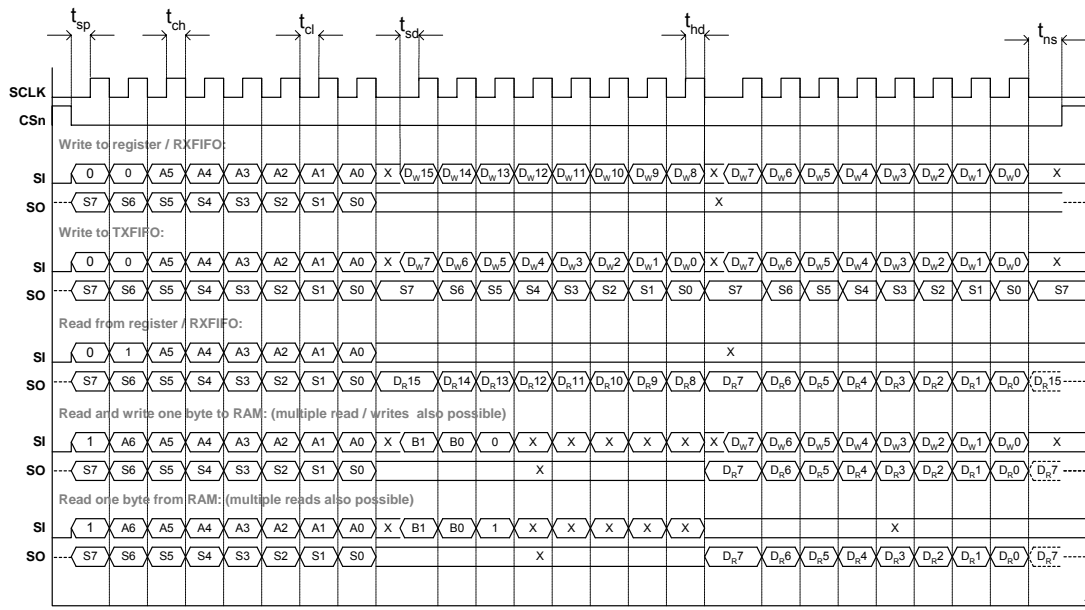 tsp tch tcl tsd thd tns
SCLK
CSn
Write to register / RXFIFO:
SI 0 0 A5 A4 A3 A2 A1 A0 X DW15 DW14 DW13 DW12 DW11 DW10 DW9 DW8 X DW7 DW6 DW5 DW4 DW3 DW2 DW1 DW0 X
SO S7 S6 S5 S4 S3 S2 S1 S0 X
Write to TXFIFO:
SI 0 0 A5 A4 A3 A2 A1 A0 X DW7 DW6 DW5 DW4 DW3 DW2 DW1 DW0 X DW7 DW6 DW5 DW4 DW3 DW2 DW1 DW0 X
SO S7 S6 S5 S4 S3 S2 S1 S0 S7 S6 S5 S4 S3 S2 S1 S0 S7 S6 S5 S4 S3 S2 S1 S0 S7
Read from register / RXFIFO:
SI 0 1 A5 A4 A3 A2 A1 A0 X
SO S7 S6 S5 S4 S3 S2 S1 S0 DR15 DR14 DR13 DR12 DR11 DR10 DR9 DR8 DR7 DR6 DR5 DR4 DR3 DR2 DR1 DR0 DR15
Read and write one byte to RAM: (multiple read / writes also possible)
SI 1 A6 A5 A4 A3 A2 A1 A0 X B1 B0 0 X X X X X X DW7 DW6 DW5 DW4 DW3 DW2 DW1 DW0 X
SO S7 S6 S5 S4 S3 S2 S1 S0 X DR7 DR6 DR5 DR4 DR3 DR2 DR1 DR0 DR7
Read one byte from RAM: (multiple reads also possible)
SI 1 A6 A5 A4 A3 A2 A1 A0 X B1 B0 1 X X X X X X
SO S7 S6 S5 S4 S3 S2 S1 S0 X DR7 DR6 DR5 DR4 DR3 DR2 DR1 DR0 DR7